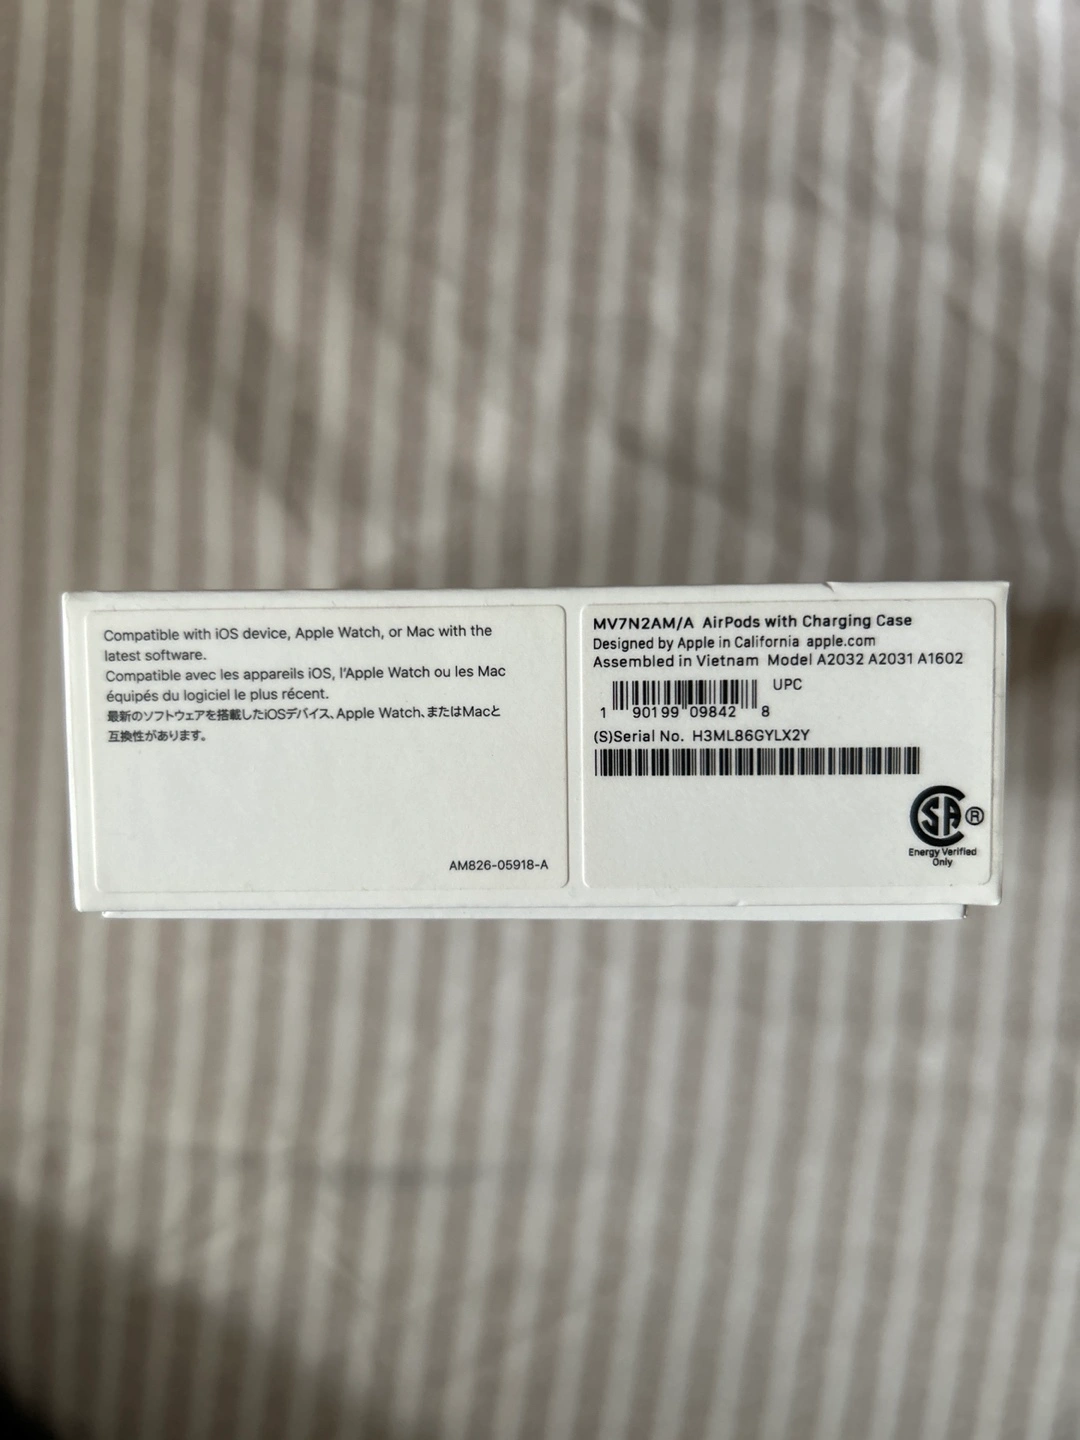 Compatible with iOS device, Apple Watch, or Mac with the
latest software.
Compatible avec les appareils iOS, l'Apple Watch ou les Mac
équipés du logiciel le plus récent.
最新のソフトウェアを搭載したiOSデバイス、Apple Watch、またはMacと
互換性があります。
AM826-05918-A
MV7N2AM/A AirPods with Charging Case
Designed by Apple in California apple.com
Assembled in Vietnam Model A2032 A2031 A1602
UPC
1 90199 09842 8
(S)Serial No. H3ML86GYLX2Y
SA ®
Energy Verified
Only